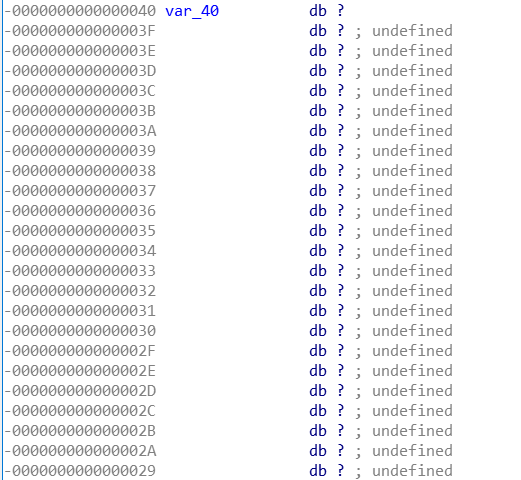 -0000000000000040 var_40 db ?
-000000000000003F db ? ; undefined
-000000000000003E db ? ; undefined
-000000000000003D db ? ; undefined
-000000000000003C db ? ; undefined
-000000000000003B db ? ; undefined
-000000000000003A db ? ; undefined
-0000000000000039 db ? ; undefined
-0000000000000038 db ? ; undefined
-0000000000000037 db ? ; undefined
-0000000000000036 db ? ; undefined
-0000000000000035 db ? ; undefined
-0000000000000034 db ? ; undefined
-0000000000000033 db ? ; undefined
-0000000000000032 db ? ; undefined
-0000000000000031 db ? ; undefined
-0000000000000030 db ? ; undefined
-000000000000002F db ? ; undefined
-000000000000002E db ? ; undefined
-000000000000002D db ? ; undefined
-000000000000002C db ? ; undefined
-000000000000002B db ? ; undefined
-000000000000002A db ? ; undefined
-0000000000000029 db ? ; undefined